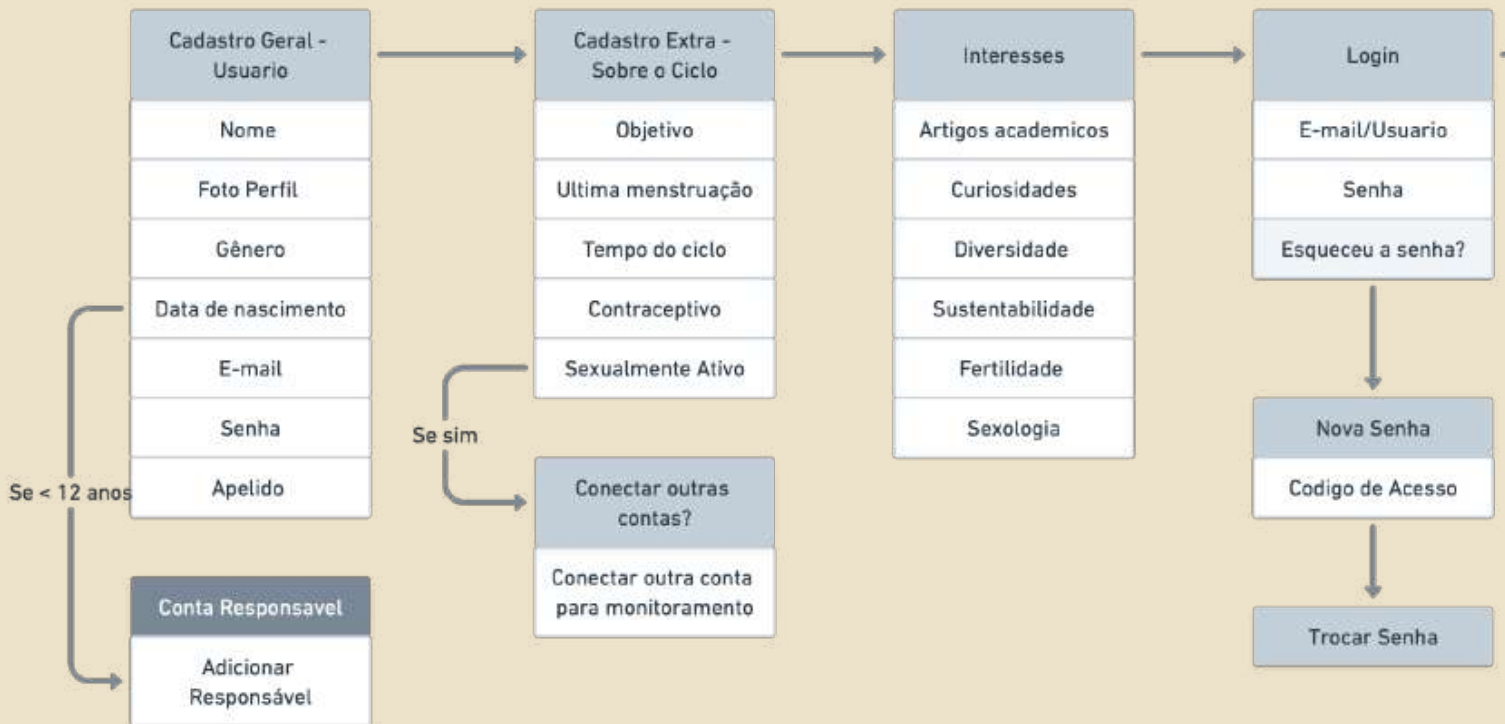 Cadastro Geral -
Usuario
Nome
Foto Perfil
Gênero
Data de nascimento
E-mail
Senha
Apelido
Se < 12 anos
Conta Responsavel
Adicionar
Responsável
Cadastro Extra -
Sobre o Ciclo
Objetivo
Ultima menstruação
Tempo do ciclo
Contraceptivo
Sexualmente Ativo
Se sim
Conectar outras
contas?
Conectar outra conta
para monitoramento
Interesses
Artigos academicos
Curiosidades
Diversidade
Sustentabilidade
Fertilidade
Sexologia
Login
E-mail/Usuario
Senha
Esqueceu a senha?
Nova Senha
Codigo de Acesso
Trocar Senha